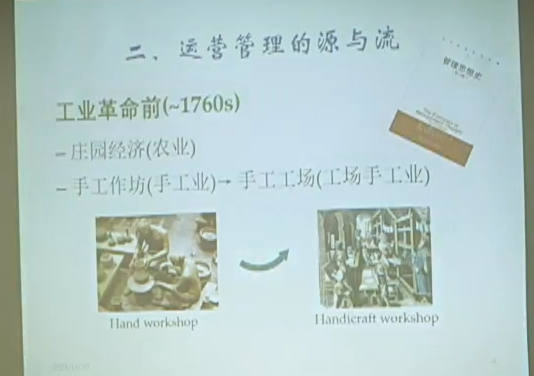 二、运营管理的源与流
管理思想史
工业革命前(~1760s)
– 庄园经济(农业)
– 手工作坊(手工业)→ 手工工场(工场手工业)
Hand workshop
Handicraft workshop